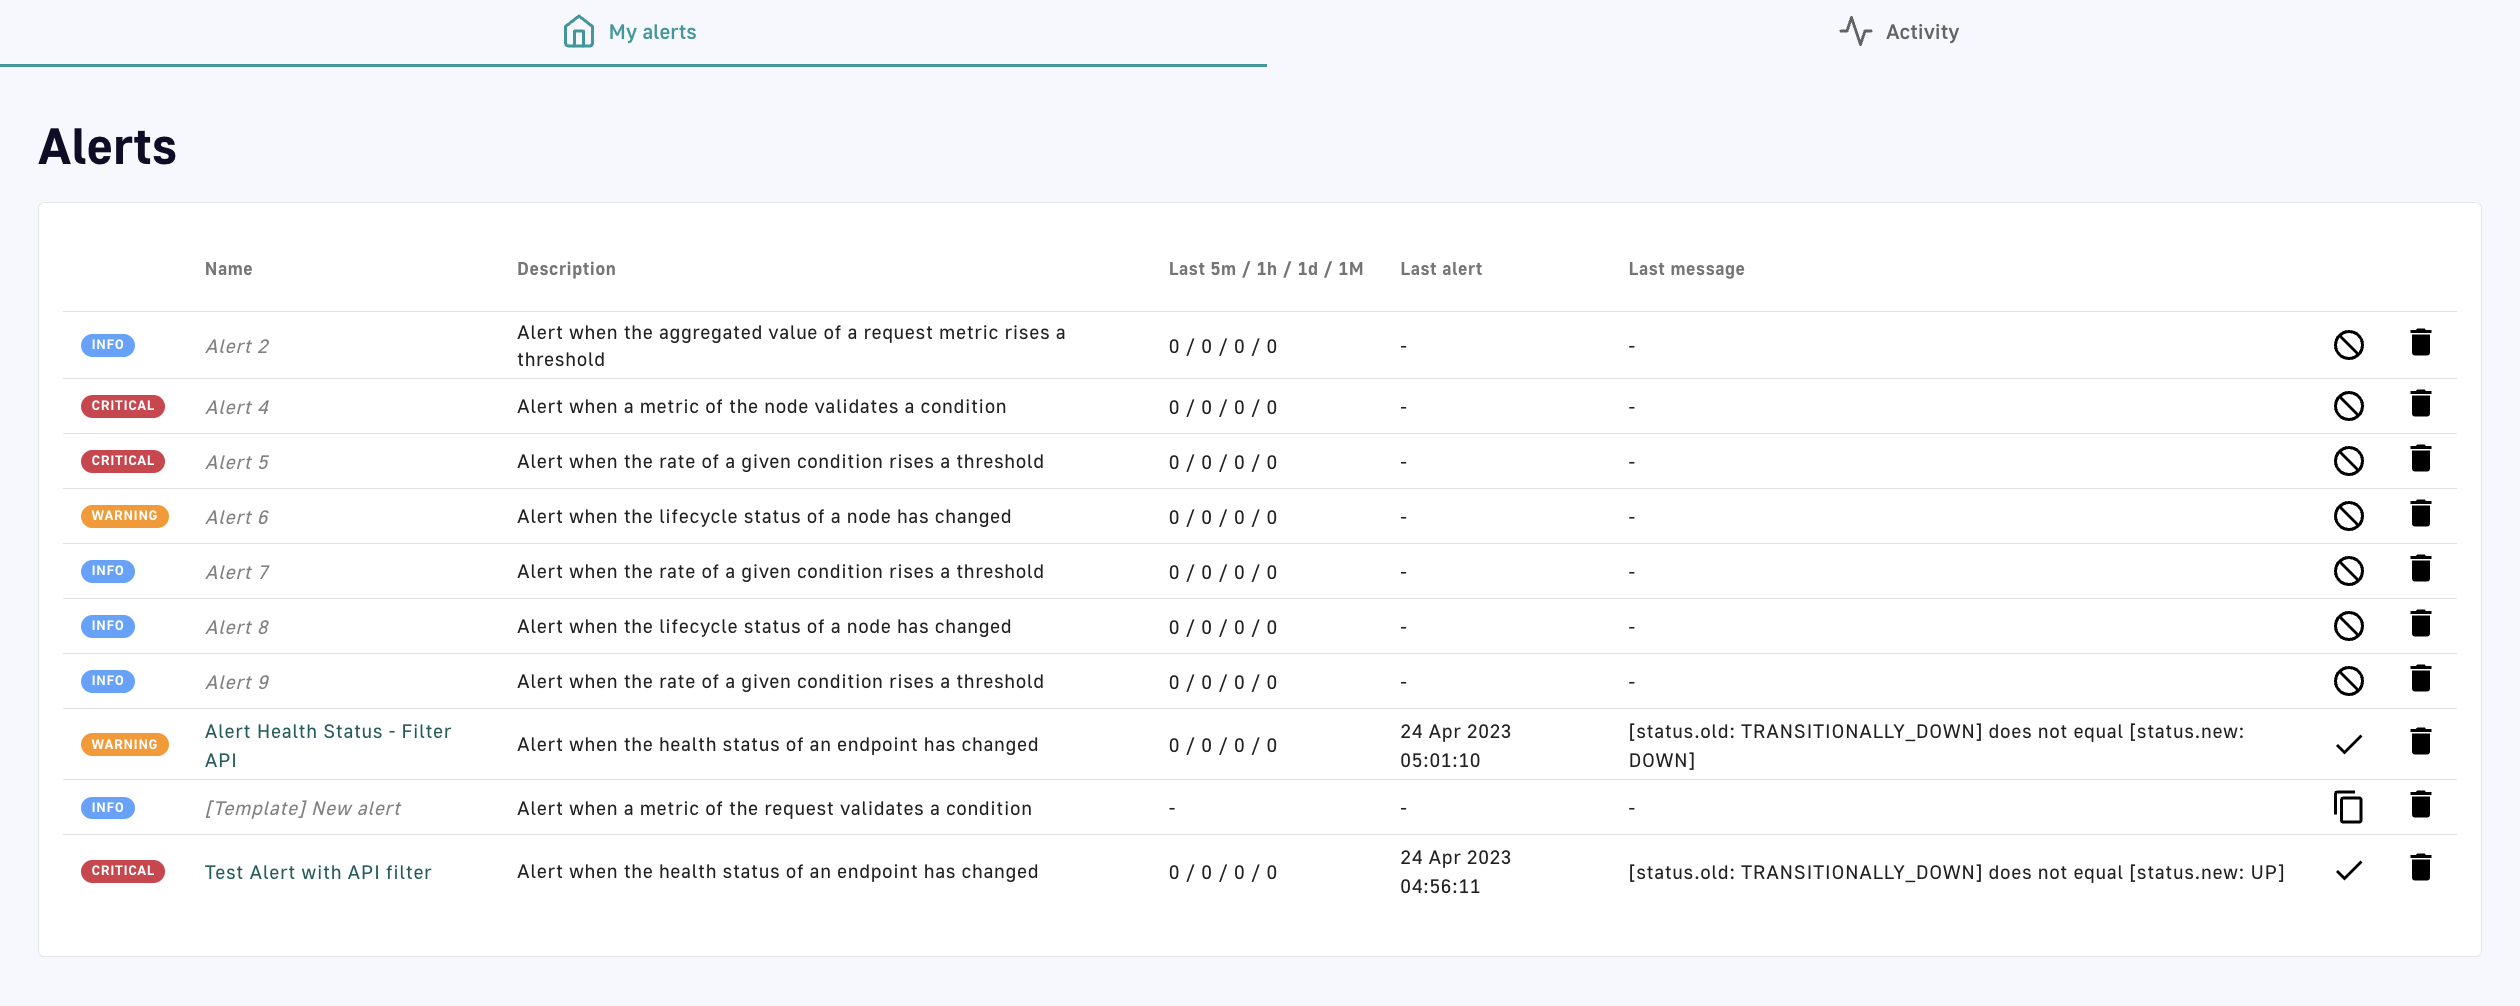 My alerts
Activity
Alerts
Name Description Last 5m / 1h / 1d / 1M Last alert Last message
INFO Alert 2 Alert when the aggregated value of a request metric rises a
threshold 0 / 0 / 0 / 0 - -
CRITICAL Alert 4 Alert when a metric of the node validates a condition 0 / 0 / 0 / 0 - -
CRITICAL Alert 5 Alert when the rate of a given condition rises a threshold 0 / 0 / 0 / 0 - -
WARNING Alert 6 Alert when the lifecycle status of a node has changed 0 / 0 / 0 / 0 - -
INFO Alert 7 Alert when the rate of a given condition rises a threshold 0 / 0 / 0 / 0 - -
INFO Alert 8 Alert when the lifecycle status of a node has changed 0 / 0 / 0 / 0 - -
INFO Alert 9 Alert when the rate of a given condition rises a threshold 0 / 0 / 0 / 0 - -
WARNING Alert Health Status - Filter
API Alert when the health status of an endpoint has changed 0 / 0 / 0 / 0 24 Apr 2023
05:01:10 [status.old: TRANSITIONALLY_DOWN] does not equal [status.new:
DOWN]
INFO [Template] New alert Alert when a metric of the request validates a condition - - -
CRITICAL Test Alert with API filter Alert when the health status of an endpoint has changed 0 / 0 / 0 / 0 24 Apr 2023
04:56:11 [status.old: TRANSITIONALLY_DOWN] does not equal [status.new: UP]